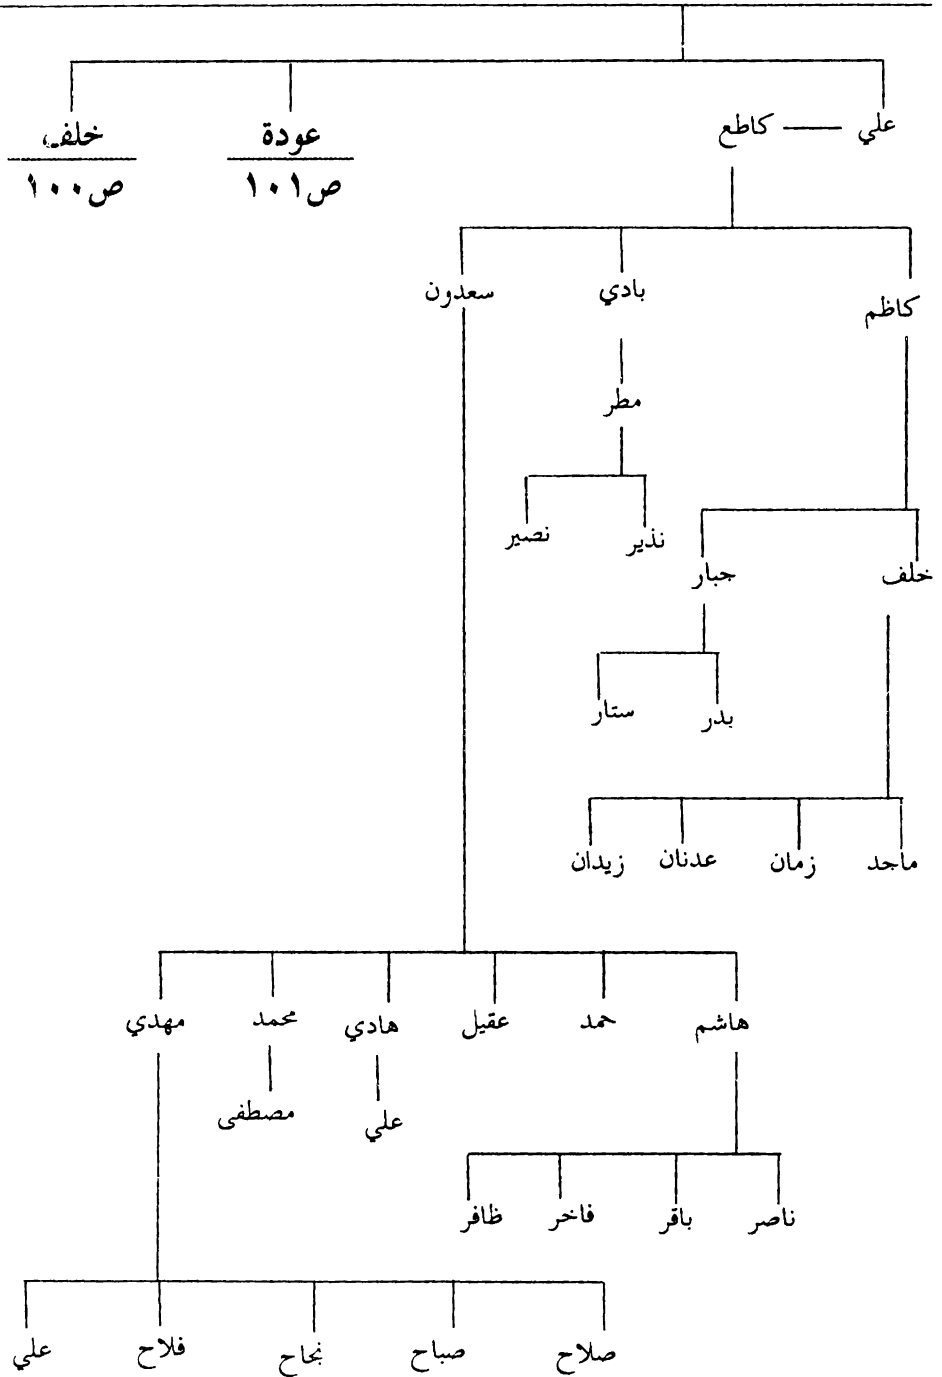 علي — كاطع عودة خلف
ص١٠١ ص١٠٠
كاظم بادي سعدون
مطر
نذير نصير
خلف جبار
بدر ستار
ماجد زمان عدنان زيدان
هاشم حمد عقيل هادي محمد مهدي
علي مصطفى
ناصر باقر فاخر ظافر
صلاح صباح نجاح فلاح علي